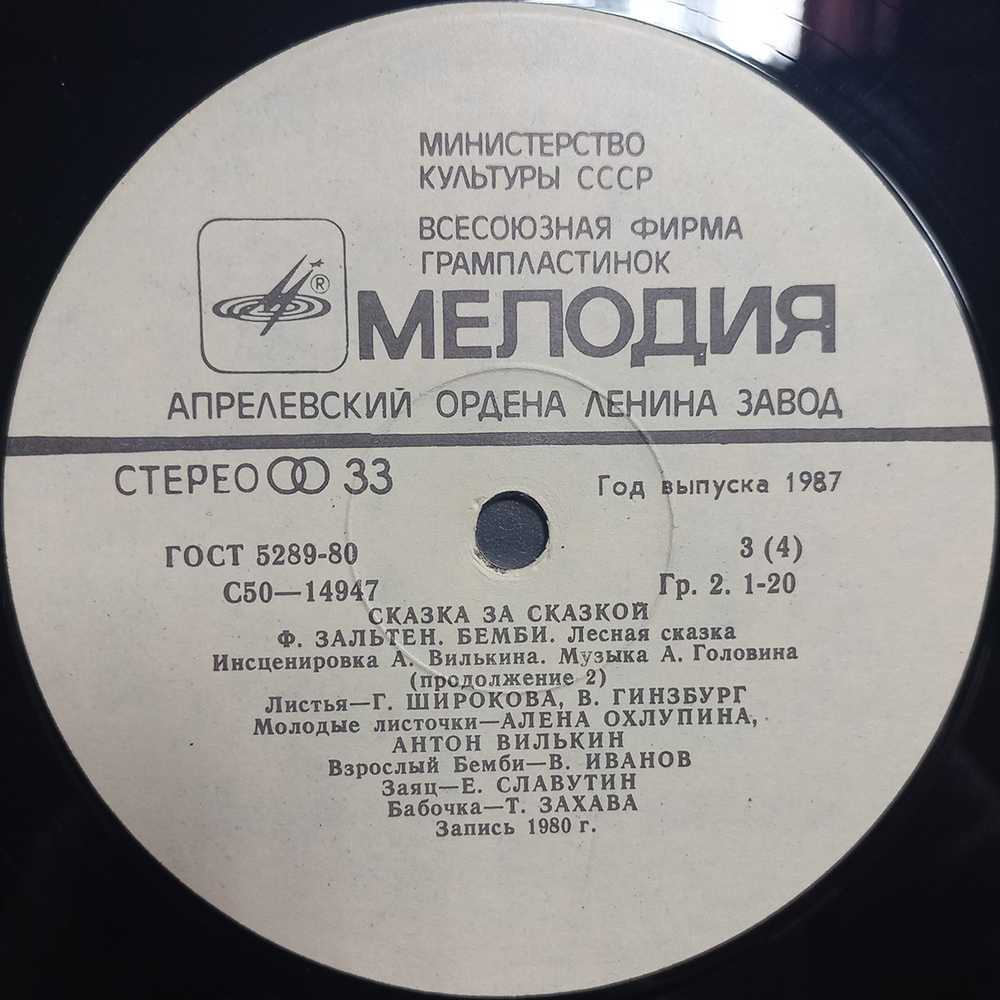 МИНИСТЕРСТВО
КУЛЬТУРЫ СССР
ВСЕСОЮЗНАЯ ФИРМА
ГРАМПЛАСТИНОК
®
МЕЛОДИЯ
АПРЕЛЕВСКИЙ ОРДЕНА ЛЕНИНА ЗАВОД
СТЕРЕО 33
Год выпуска 1987
ГОСТ 5289-80
3 (4)
С50—14947
Гр. 2. 1-20
СКАЗКА ЗА СКАЗКОЙ
Ф. ЗАЛЬТЕН. БЕМБИ. Лесная сказка
Инсценировка А. Вилькина. Музыка А. Головина
(продолжение 2)
Листья—Г. ШИРОКОВА, В. ГИНЗБУРГ
Молодые листочки—АЛЕНА ОХЛУПИНА,
АНТОН ВИЛЬКИН
Взрослый Бемби—В. ИВАНОВ
Заяц—Е. СЛАВУТИН
Бабочка—Т. ЗАХАВА
Запись 1980 г.